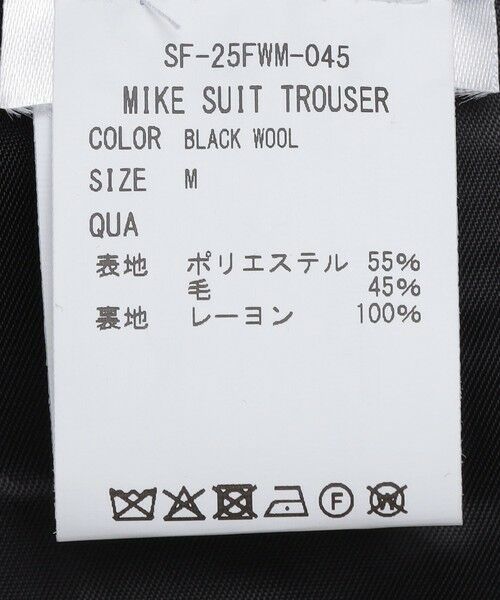 SF-25FWM-045
MIKE SUIT TROUSER
COLOR BLACK WOOL
SIZE M
QUA
表地 ポリエステル 55%
毛 45%
裏地 レーヨン 100%
F W